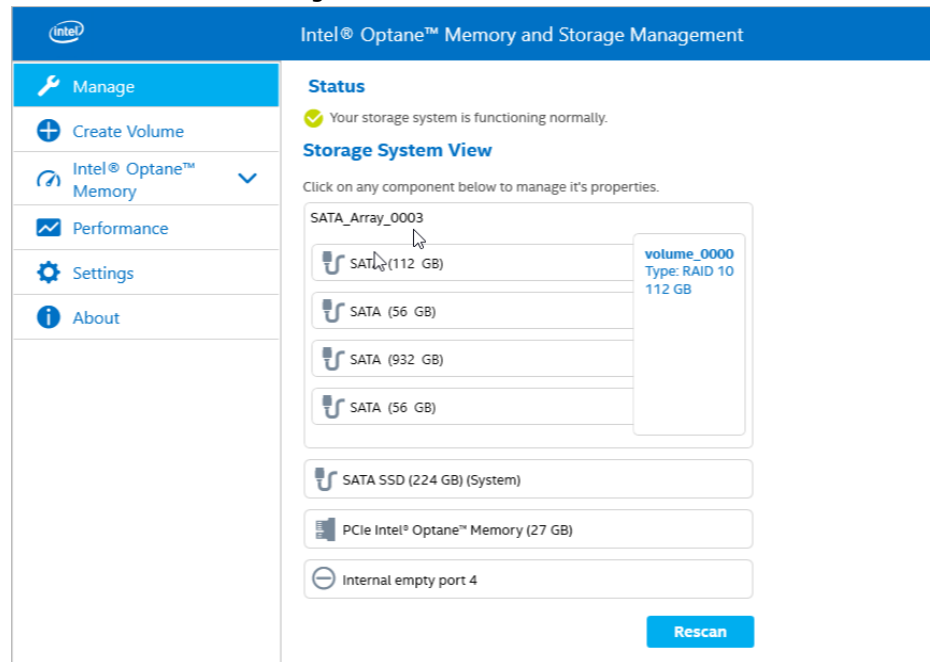 intel
Intel® Optane™ Memory and Storage Management
Manage
Create Volume
Intel® Optane™
Memory
Performance
Settings
About
Status
Your storage system is functioning normally.
Storage System View
Click on any component below to manage it's properties.
SATA_Array_0003
SATA (112 GB)
SATA (56 GB)
SATA (932 GB)
SATA (56 GB)
volume_0000
Type: RAID 10
112 GB
SATA SSD (224 GB) (System)
PCIe Intel® Optane™ Memory (27 GB)
Internal empty port 4
Rescan